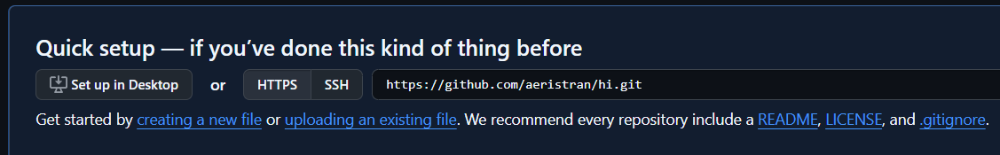 Quick setup — if you’ve done this kind of thing before
Set up in Desktop or HTTPS SSH https://github.com/aeristran/hi.git
Get started by creating a new file or uploading an existing file. We recommend every repository include a README, LICENSE, and .gitignore.